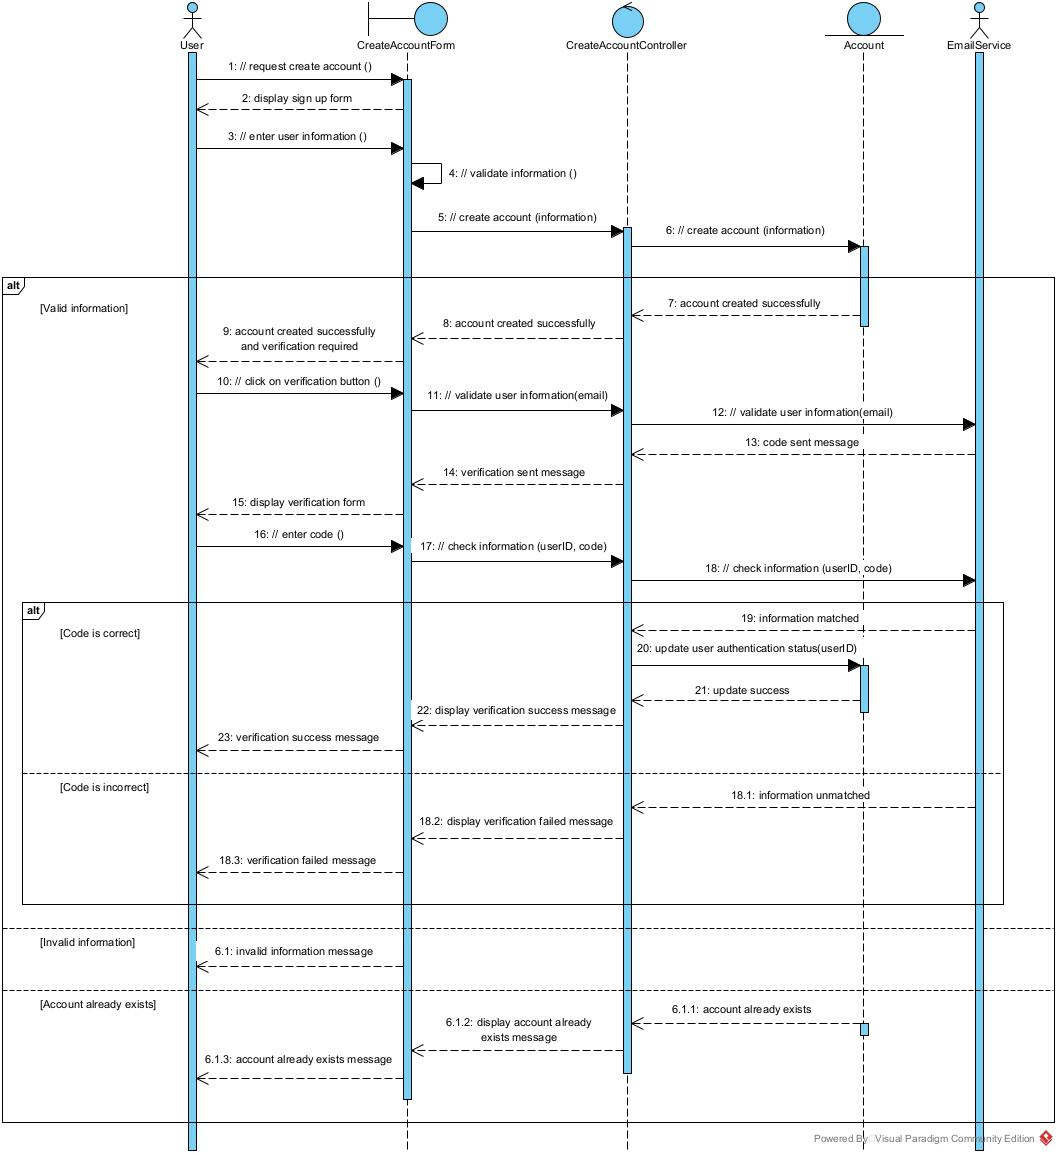 User
CreateAccountForm
CreateAccountController
Account
EmailService
1: // request create account ()
2: display sign up form
3: // enter user information ()
4: // validate information ()
5: // create account (information)
6: // create account (information)
alt
[Valid information]
7: account created successfully
8: account created successfully
9: account created successfully
and verification required
10: // click on verification button ()
11: // validate user information(email)
12: // validate user information(email)
13: code sent message
14: verification sent message
15: display verification form
16: // enter code ()
17: // check information (userID, code)
18: // check information (userID, code)
alt
[Code is correct]
19: information matched
20: update user authentication status(userID)
21: update success
22: display verification success message
23: verification success message
[Code is incorrect]
18.1: information unmatched
18.2: display verification failed message
18.3: verification failed message
[Invalid information]
6.1: invalid information message
[Account already exists]
6.1.1: account already exists
6.1.2: display account already
exists message
6.1.3: account already exists message
Powered By Visual Paradigm Community Edition